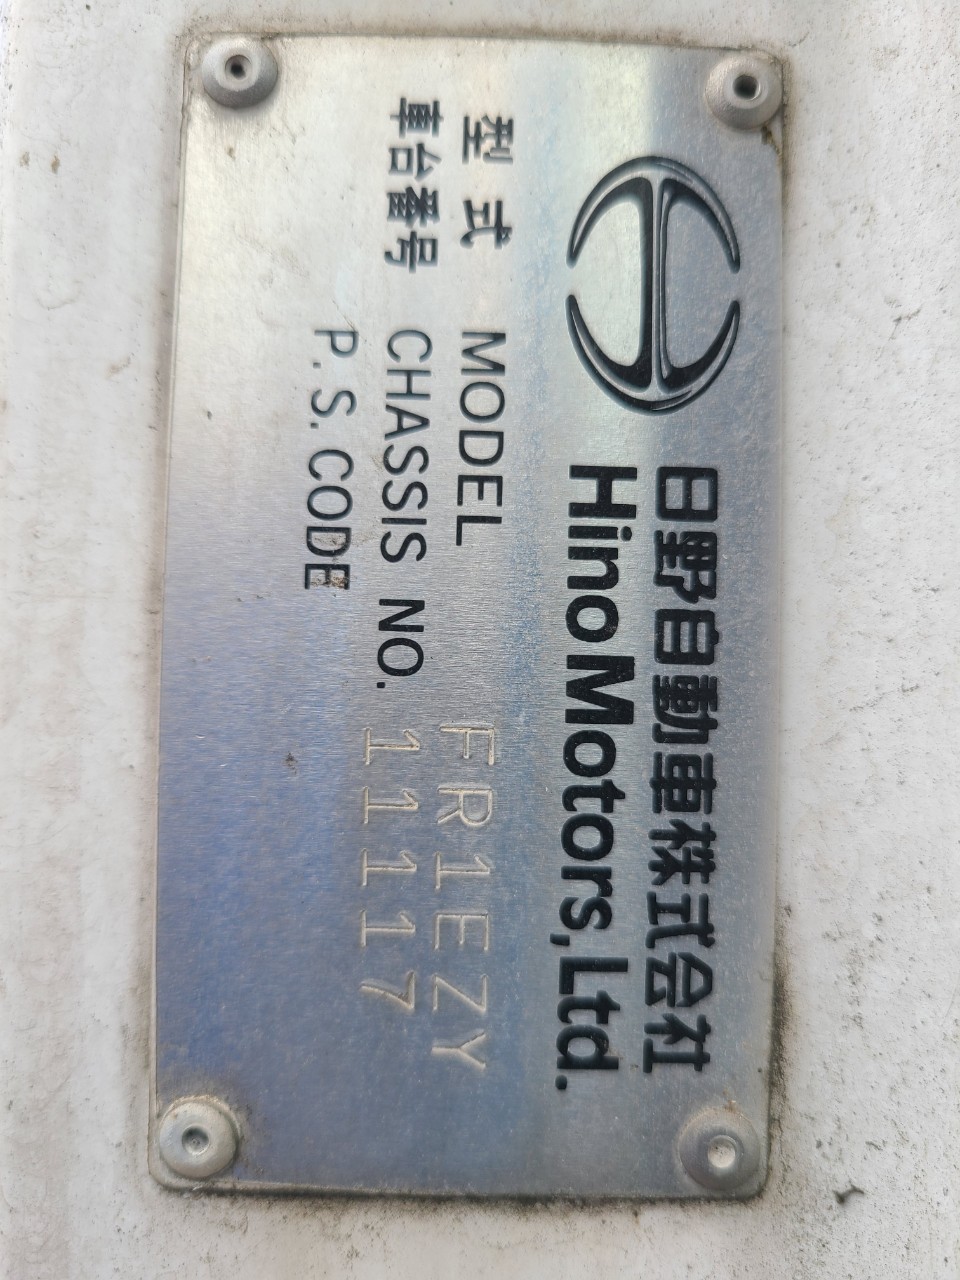 日野自動車株式会社
Hino Motors, Ltd.
型式 MODEL FR1EZY
車台番号 CHASSIS NO. 11117
P.S. CODE